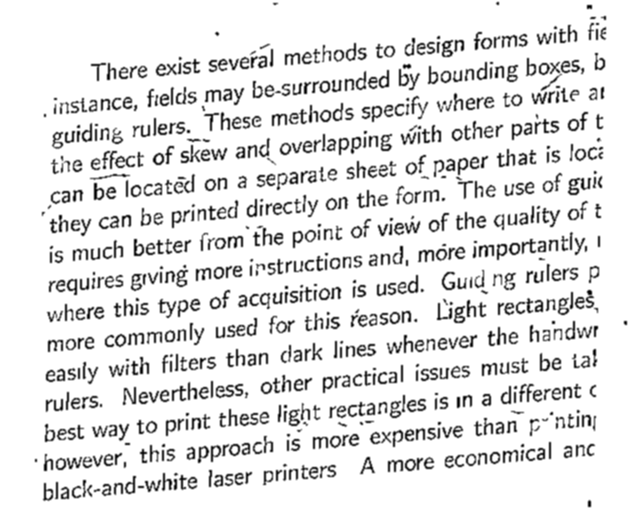 There exist several methods to design forms with fie
instance, fields may be-surrounded by bounding boxes, b
guiding rulers. These methods specify where to write ar
the effect of skew and overlapping with other parts of t
can be located on a separate sheet of paper that is loca
they can be printed directly on the form. The use of guid
is much better from the point of view of the quality of t
requires giving more instructions and, more importantly,
where this type of acquisition is used. Guiding rulers p
more commonly used for this reason. Light rectangles,
easily with filters than dark lines whenever the handwr
rulers. Nevertheless, other practical issues must be tak
best way to print these light rectangles is in a different c
however, this approach is more expensive than printing
black-and-white laser printers A more economical and